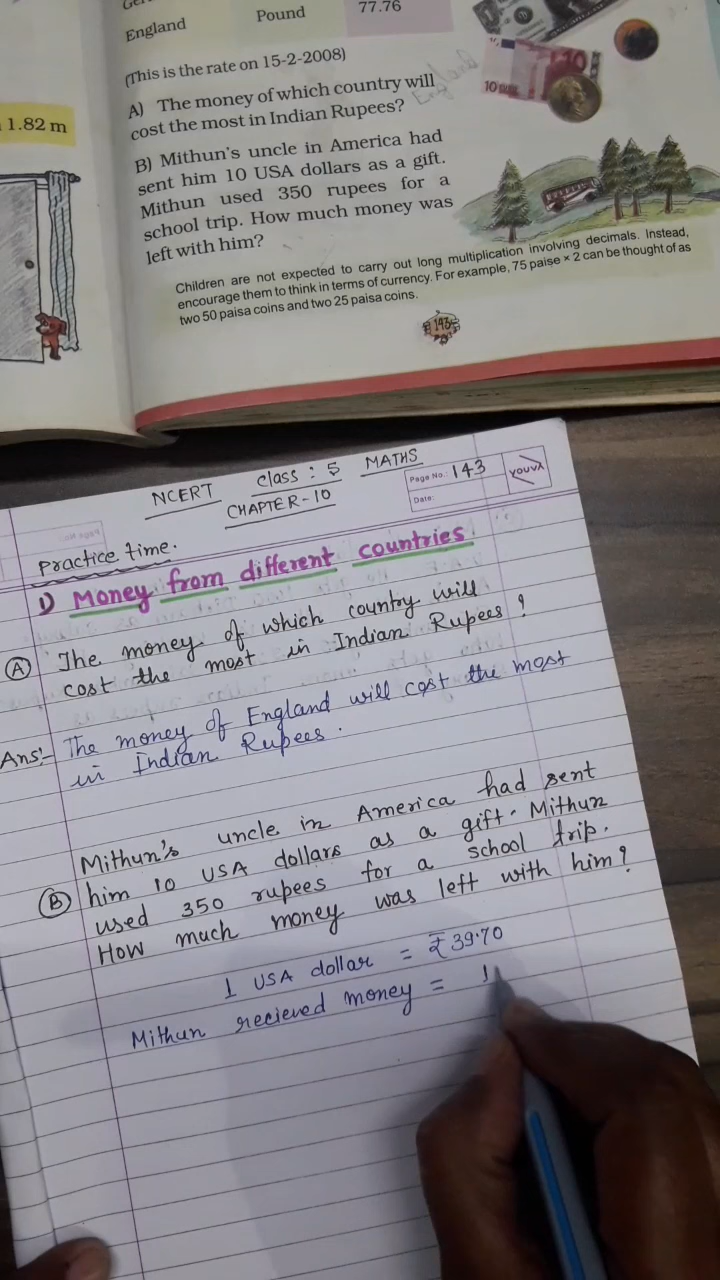 England Pound 77.76
(This is the rate on 15-2-2008)
A) The money of which country will
cost the most in Indian Rupees?
England
B) Mithun's uncle in America had
sent him 10 USA dollars as a gift.
Mithun used 350 rupees for a
school trip. How much money was
left with him?
Children are not expected to carry out long multiplication involving decimals. Instead,
encourage them to think in terms of currency. For example, 75 paise × 2 can be thought of as
two 50 paisa coins and two 25 paisa coins.
143
1.82 m
10
NCERT class : 5 MATHS
CHAPTER-10
Page No.: 143
Date:
YOUVA
Practice time.
1) Money from different countries
(A) The money of which country will
cost the most in Indian Rupees ?
Ans:- The money of England will cost the most
in Indian Rupees.
Mithun's uncle in America had sent
(B) him 10 USA dollars as a gift. Mithun
used 350 rupees for a school trip.
How much money was left with him?
1 USA dollar = ₹39.70
Mithun recieved money = 1